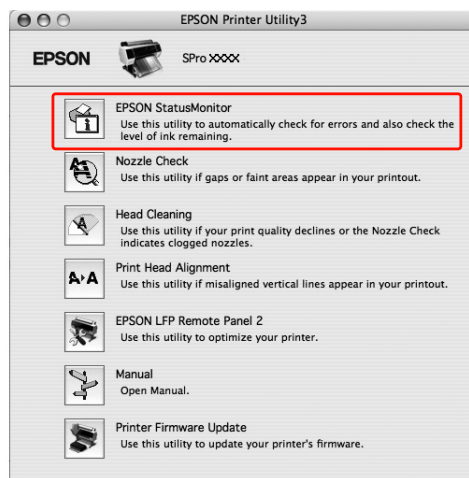 EPSON Printer Utility3
EPSON
SPro XXXX
EPSON StatusMonitor
Use this utility to automatically check for errors and also check the
level of ink remaining.
Nozzle Check
Use this utility if gaps or faint areas appear in your printout.
Head Cleaning
Use this utility if your print quality declines or the Nozzle Check
indicates clogged nozzles.
A A
Print Head Alignment
Use this utility if misaligned vertical lines appear in your printout.
EPSON LFP Remote Panel 2
Use this utility to optimize your printer.
Manual
Open Manual.
Printer Firmware Update
Use this utility to update your printer's firmware.